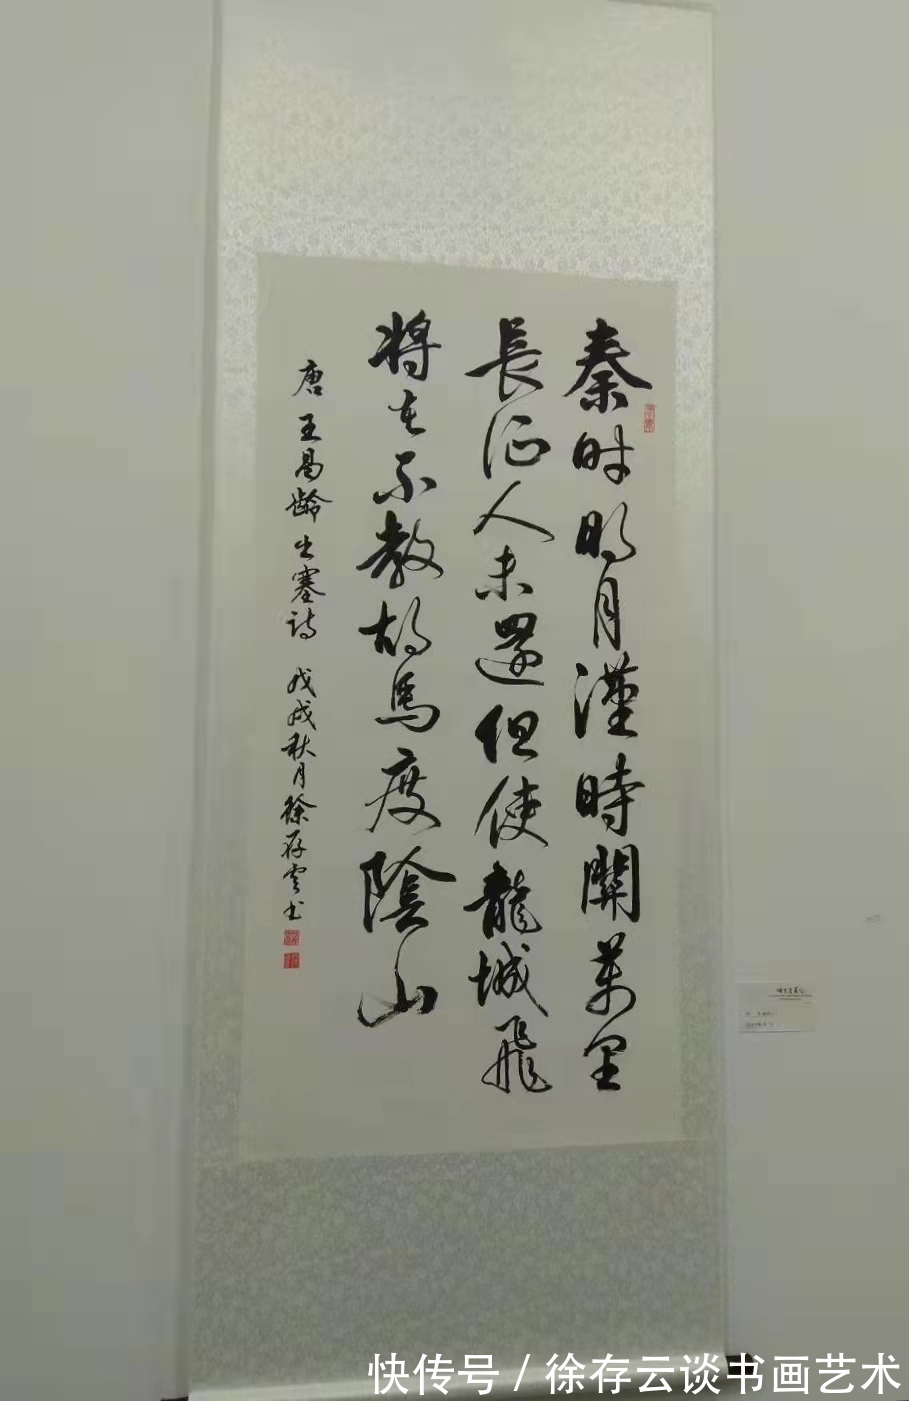 秦时明月漢時關萬里
長征人未還但使龍城飛
將在不教胡馬度陰山
唐 王昌齡出塞詩 戊戌秋月徐存雲书
快传号 / 徐存云谈书画艺术